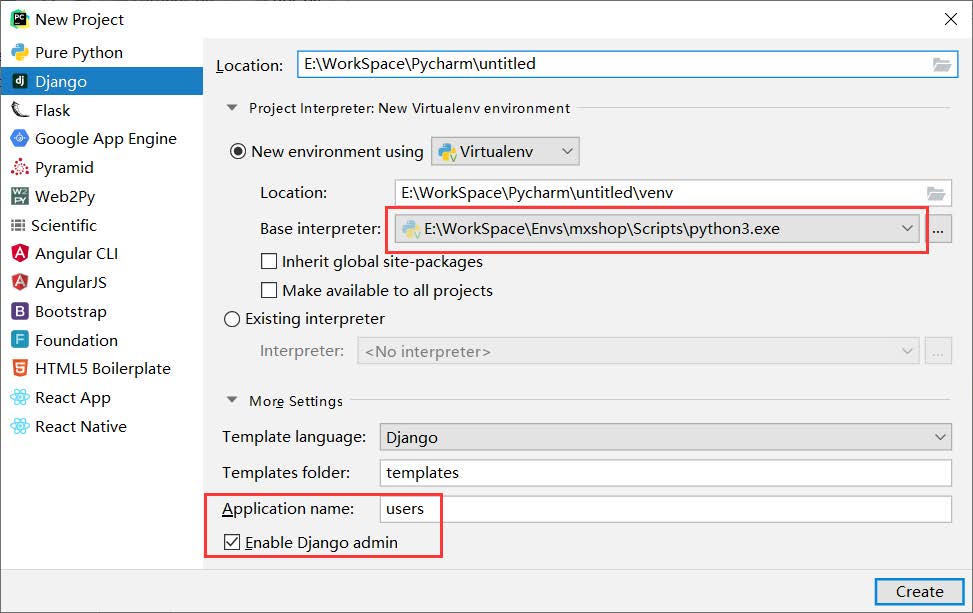 New Project
Pure Python
Django
Flask
Google App Engine
Pyramid
Web2Py
Scientific
Angular CLI
AngularJS
Bootstrap
Foundation
HTML5 Boilerplate
React App
React Native
Location: E:\WorkSpace\Pycharm\untitled
Project Interpreter: New Virtualenv environment
New environment using Virtualenv
Location: E:\WorkSpace\Pycharm\untitled\venv
Base interpreter: E:\WorkSpace\Envs\mxshop\Scripts\python3.exe ...
Inherit global site-packages
Make available to all projects
Existing interpreter
Interpreter: <No interpreter> ...
More Settings
Template language: Django
Templates folder: templates
Application name: users
Enable Django admin
Create